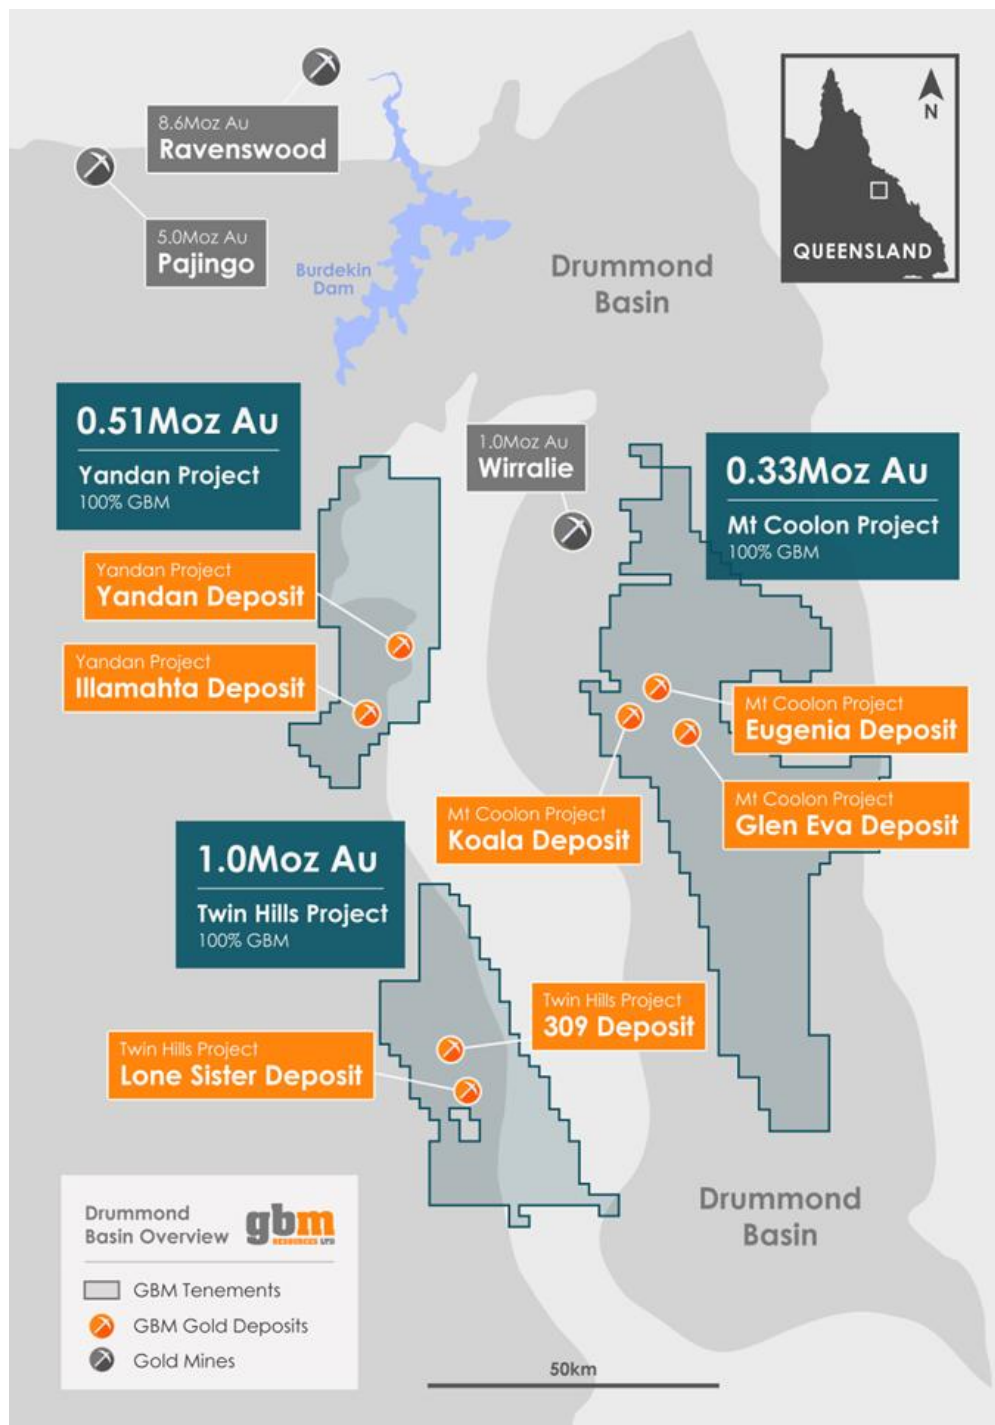 8.6Moz Au
Ravenswood
5.0Moz Au
Pajingo
Burdekin
Dam
Drummond
Basin
N
QUEENSLAND
0.51Moz Au
Yandan Project
100% GBM
1.0Moz Au
Wirralie
0.33Moz Au
Mt Coolon Project
100% GBM
Yandan Project
Yandan Deposit
Yandan Project
Illamahta Deposit
Mt Coolon Project
Eugenia Deposit
Mt Coolon Project
Koala Deposit
Mt Coolon Project
Glen Eva Deposit
1.0Moz Au
Twin Hills Project
100% GBM
Twin Hills Project
309 Deposit
Twin Hills Project
Lone Sister Deposit
Drummond
Basin
Drummond
Basin Overview
gbm
RESOURCES LTD
GBM Tenements
GBM Gold Deposits
Gold Mines
50km